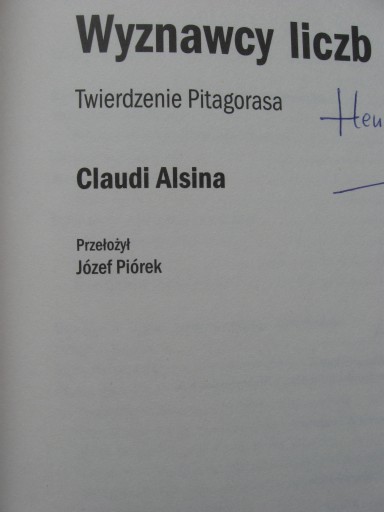 Wyznawcy liczb
Twierdzenie Pitagorasa
Claudi Alsina
Przełożył
Józef Piórek